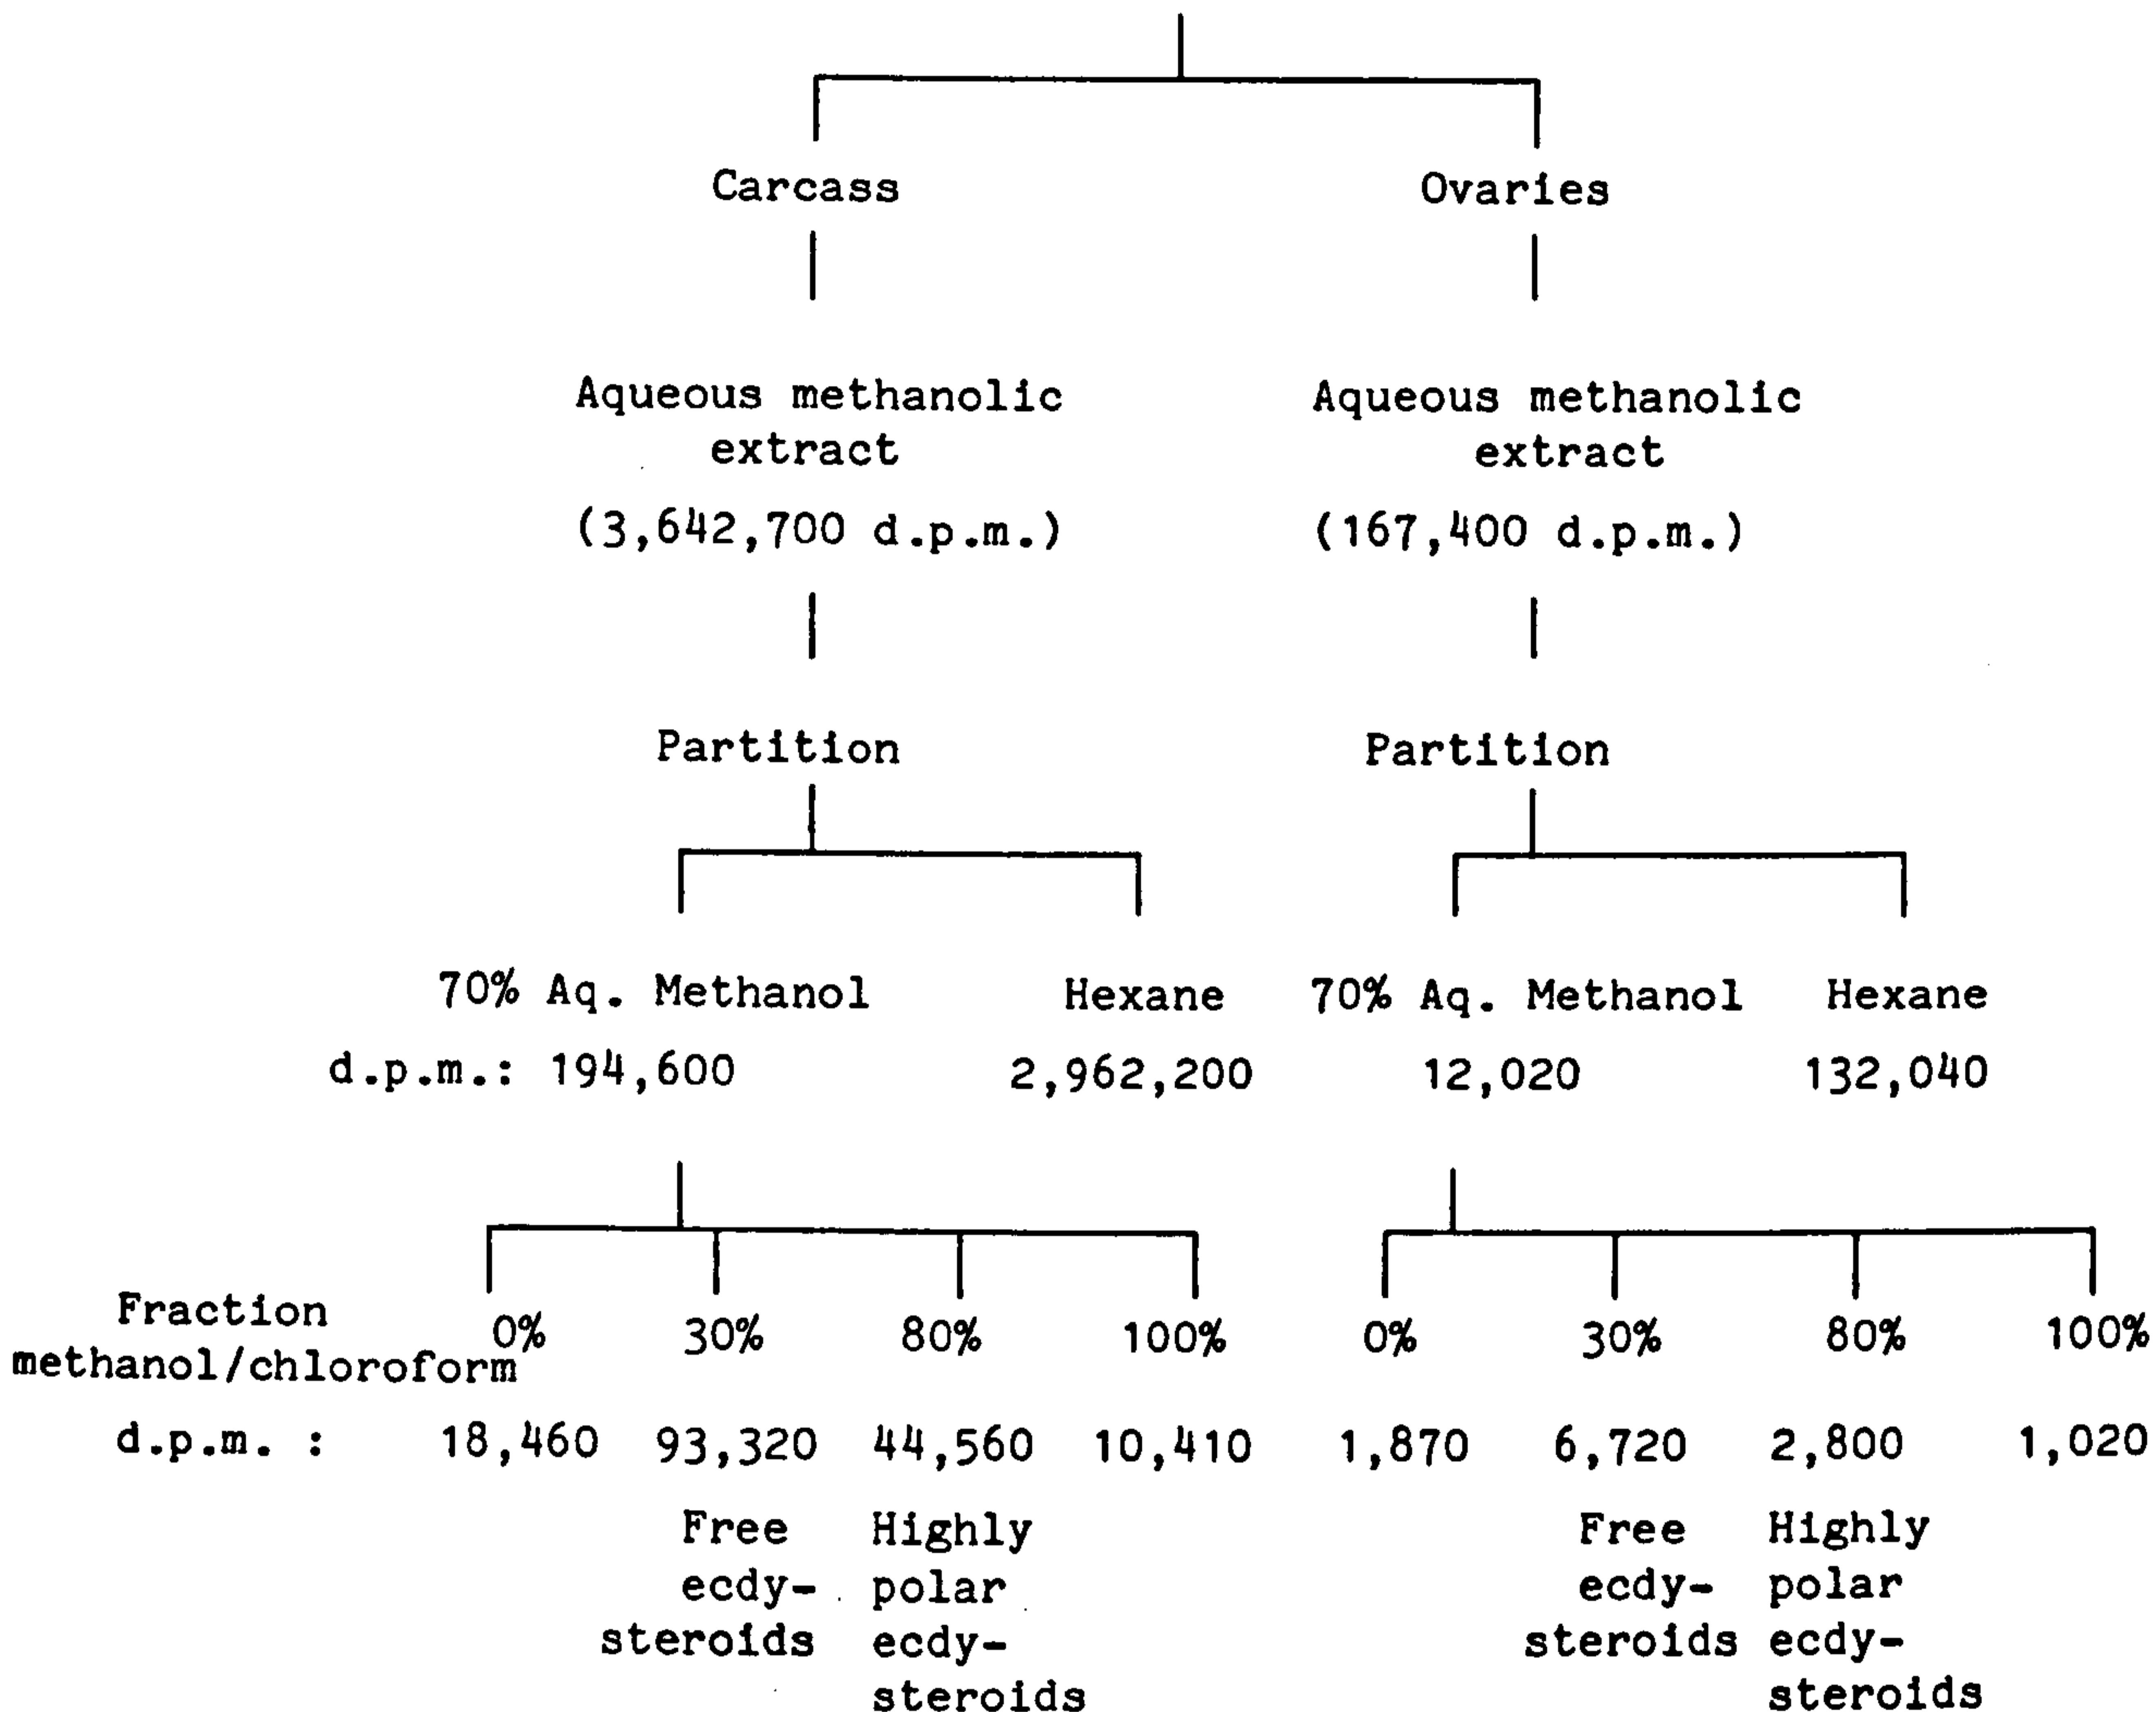 Carcass Ovaries
Aqueous methanolic Aqueous methanolic
extract extract
(3,642,700 d.p.m.) (167,400 d.p.m.)
Partition Partition
70% Aq. Methanol Hexane 70% Aq. Methanol Hexane
d.p.m.: 194,600 2,962,200 12,020 132,040
Fraction
methanol/chloroform 0% 30% 80% 100% 0% 30% 80% 100%
d.p.m. : 18,460 93,320 44,560 10,410 1,870 6,720 2,800 1,020
Free Highly Free Highly
ecdy- polar ecdy- polar
steroids ecdy- steroids ecdy-
steroids steroids